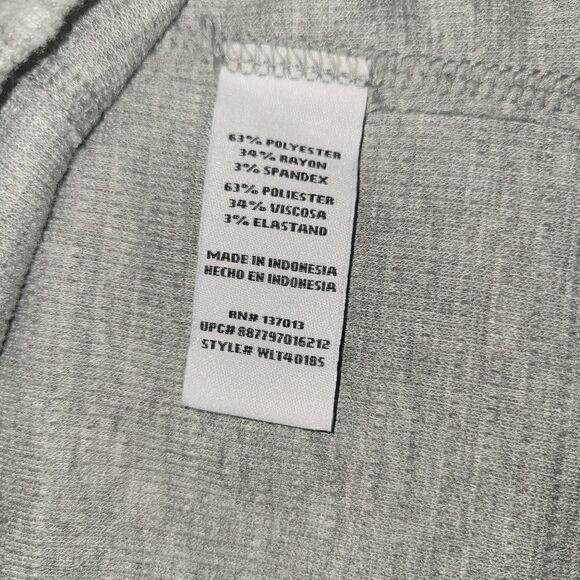 63% POLYESTER
34% RAYON
3% SPANDEX
63% POLIESTER
34% VISCOSA
3% ELASTANO
MADE IN INDONESIA
HECHO EN INDONESIA
RN# 137013
UPC# 887797016212
STYLE# WLT40185